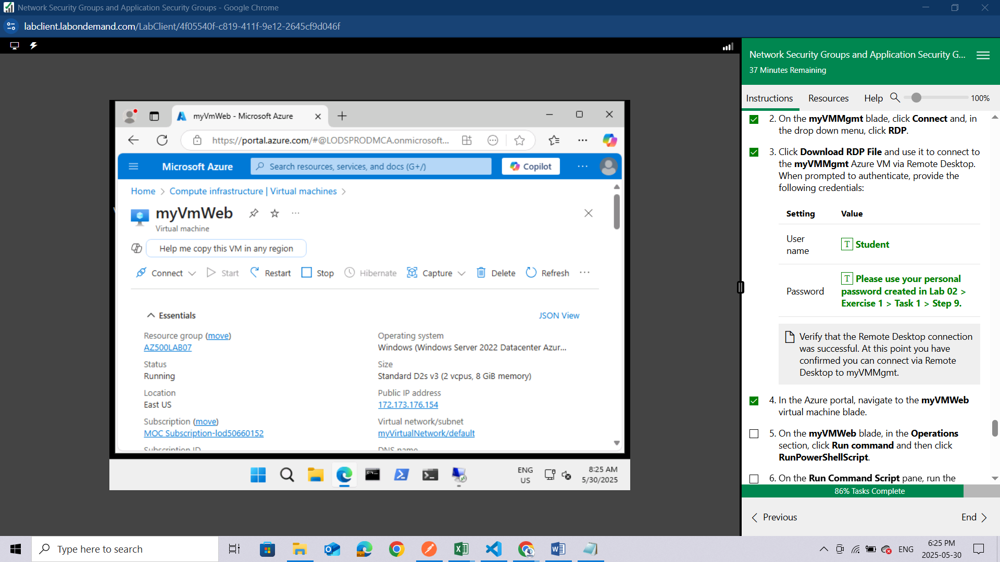 Network Security Groups and Application Security Groups - Google Chrome
labclient.labondemand.com/LabClient/4f05540f-c819-411f-9e12-2645cf9d046f
myVmWeb - Microsoft Azure
https://portal.azure.com/#@LODSPRODMCA.onmicrosoft...
Microsoft Azure
Search resources, services, and docs (G+/)
Copilot
Home > Compute infrastructure | Virtual machines >
myVmWeb
Virtual machine
Help me copy this VM in any region
Connect
Start
Restart
Stop
Hibernate
Capture
Delete
Refresh
Essentials
JSON View
Resource group (move)
AZ500LAB07
Status
Running
Location
East US
Subscription (move)
MOC Subscription-lod50660152
Subscription ID
Operating system
Windows (Windows Server 2022 Datacenter Azur...
Size
Standard D2s v3 (2 vcpus, 8 GiB memory)
Public IP address
172.173.176.154
Virtual network/subnet
myVirtualNetwork/default
DNS name
ENG
US
8:25 AM
5/30/2025
Network Security Groups and Application Security G...
37 Minutes Remaining
Instructions
Resources
Help
100%
2. On the myVMMgmt blade, click Connect and, in
the drop down menu, click RDP.
3. Click Download RDP File and use it to connect to
the myVMMgmt Azure VM via Remote Desktop.
When prompted to authenticate, provide the
following credentials:
Setting
Value
User
name
T Student
Password
T Please use your personal
password created in Lab 02 >
Exercise 1 > Task 1 > Step 9.
Verify that the Remote Desktop connection
was successful. At this point you have
confirmed you can connect via Remote
Desktop to myVMMgmt.
4. In the Azure portal, navigate to the myVMWeb
virtual machine blade.
5. On the myVMWeb blade, in the Operations
section, click Run command and then click
RunPowerShellScript.
6. On the Run Command Script pane, run the
86% Tasks Complete
Previous
End
Type here to search
ENG
6:25 PM
2025-05-30